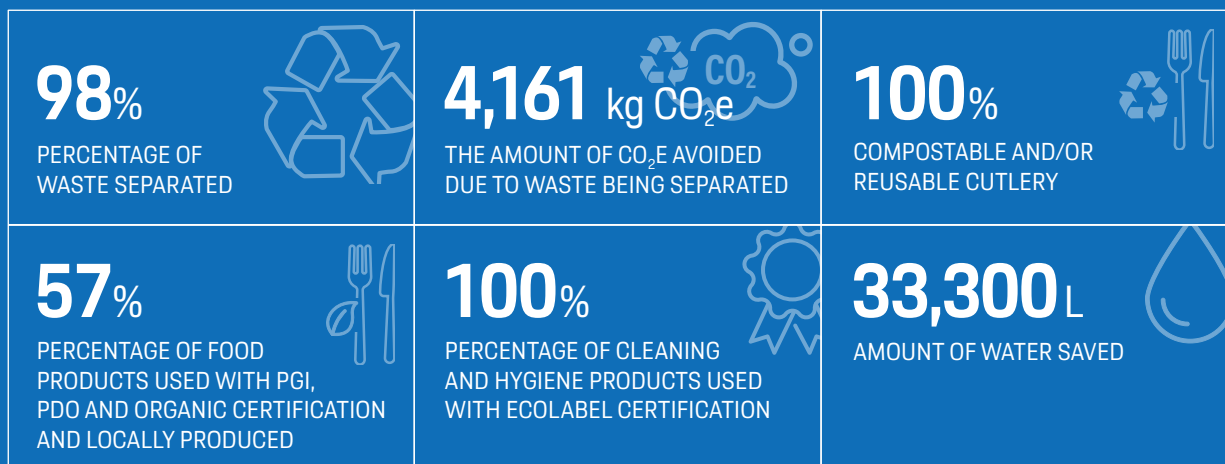 98%
PERCENTAGE OF
WASTE SEPARATED
4,161 kg CO₂e
CO₂
THE AMOUNT OF CO₂E AVOIDED
DUE TO WASTE BEING SEPARATED
100%
COMPOSTABLE AND/OR
REUSABLE CUTLERY
57%
PERCENTAGE OF FOOD
PRODUCTS USED WITH PGI,
PDO AND ORGANIC CERTIFICATION
AND LOCALLY PRODUCED
100%
PERCENTAGE OF CLEANING
AND HYGIENE PRODUCTS USED
WITH ECOLABEL CERTIFICATION
33,300 L
AMOUNT OF WATER SAVED